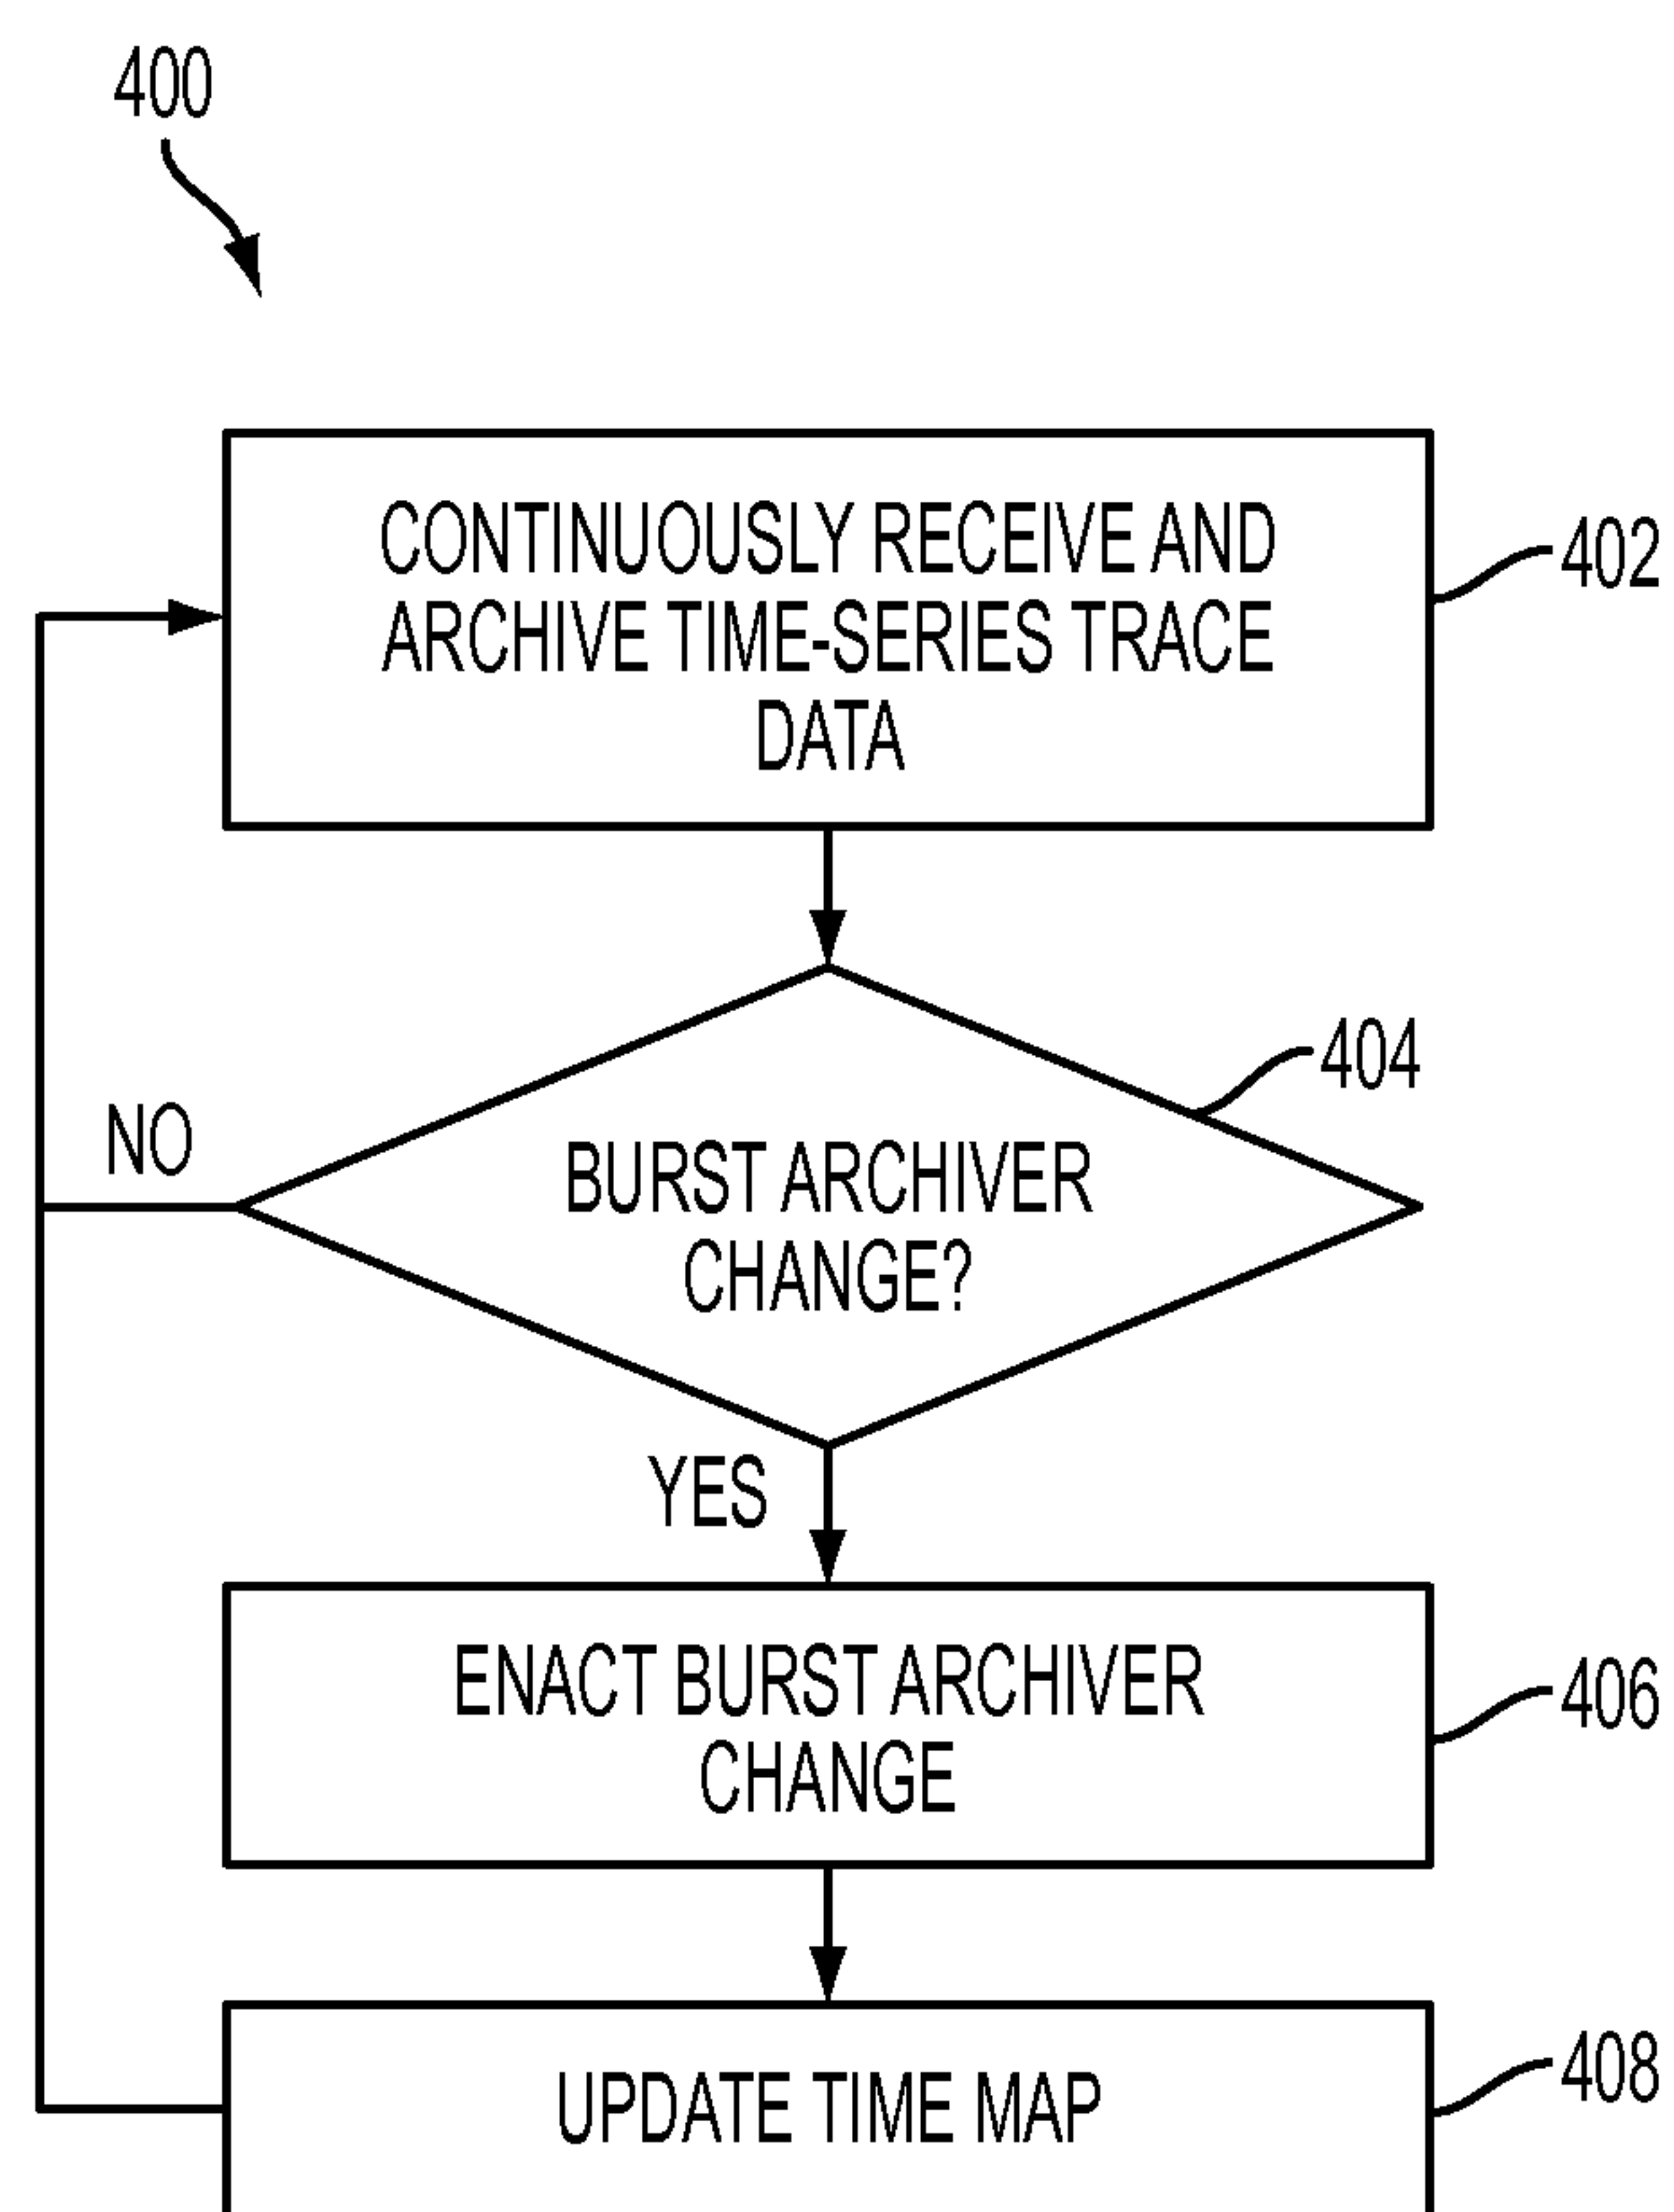 400
CONTINUOUSLY RECEIVE AND
ARCHIVE TIME-SERIES TRACE
DATA
402
404
NO
BURST ARCHIVER
CHANGE?
YES
ENACT BURST ARCHIVER
CHANGE
406
UPDATE TIME MAP
408